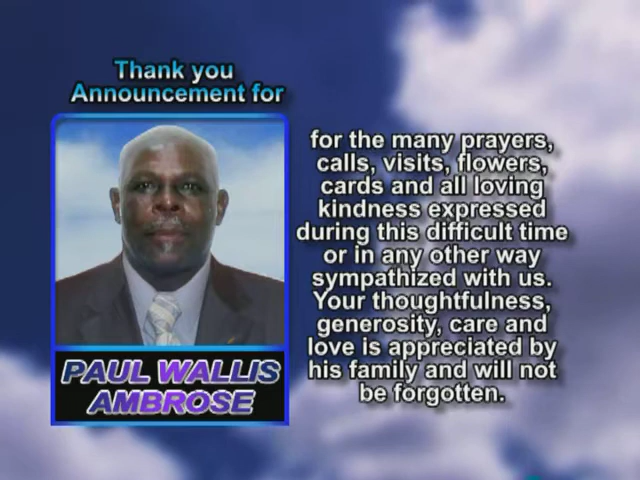 Thank you
Announcement for
PAUL WALLIS
AMBROSE
for the many prayers,
calls, visits, flowers,
cards and all loving
kindness expressed
during this difficult time
or in any other way
sympathized with us.
Your thoughtfulness,
generosity, care and
love is appreciated by
his family and will not
be forgotten.